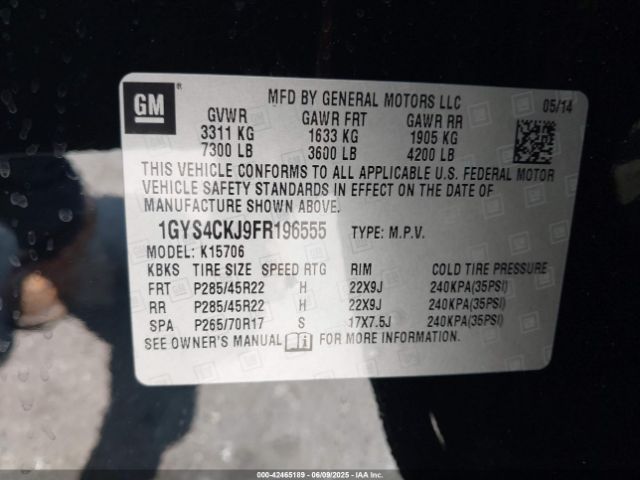 GM
MFD BY GENERAL MOTORS LLC 05/14
GVWR GAWR FRT GAWR RR
3311 KG 1633 KG 1905 KG
7300 LB 3600 LB 4200 LB
THIS VEHICLE CONFORMS TO ALL APPLICABLE U.S. FEDERAL MOTOR
VEHICLE SAFETY STANDARDS IN EFFECT ON THE DATE OF
MANUFACTURE SHOWN ABOVE.
1GYS4CKJ9FR196555 TYPE: M.P.V.
MODEL: K15706
KBKS TIRE SIZE SPEED RTG RIM COLD TIRE PRESSURE
FRT P285/45R22 H 22X9J 240KPA(35PSI)
RR P285/45R22 H 22X9J 240KPA(35PSI)
SPA P265/70R17 S 17X7.5J 240KPA(35PSI)
SEE OWNER'S MANUAL FOR MORE INFORMATION.
000-42465189 | 06/09/2025 - IAA Inc.